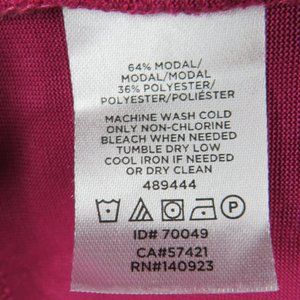 64% MODAL/
MODAL/MODAL
36% POLYESTER/
POLYESTER/POLIÉSTER
MACHINE WASH COLD
ONLY NON-CHLORINE
BLEACH WHEN NEEDED
TUMBLE DRY LOW
COOL IRON IF NEEDED
OR DRY CLEAN
489444
P
ID# 70049
CA#57421
RN#140923